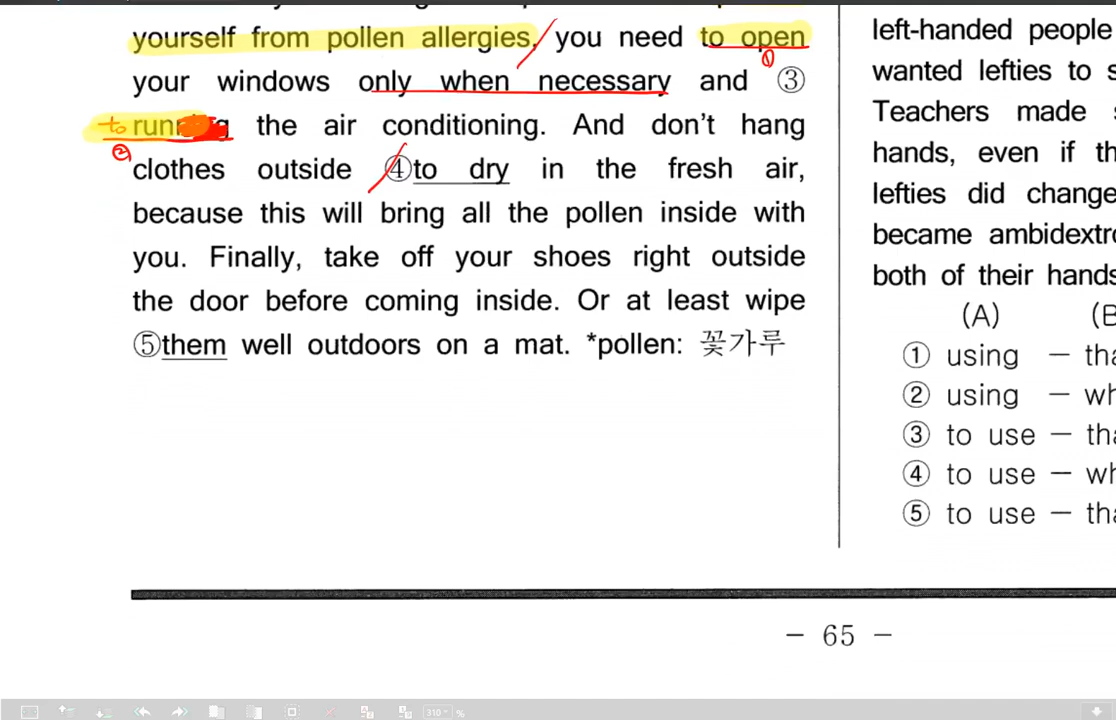 yourself from pollen allergies, you need to open
①
your windows only when necessary and ③
to run the air conditioning. And don't hang
②
clothes outside ④to dry in the fresh air,
because this will bring all the pollen inside with
you. Finally, take off your shoes right outside
the door before coming inside. Or at least wipe
⑤them well outdoors on a mat. *pollen: 꽃가루
left-handed people
wanted lefties to
Teachers made
hands, even if
lefties did change
became
both of their hands
(A)
① using －
② using －
③ to use －
④ to use －
⑤ to use －
－ 65 －
310 %